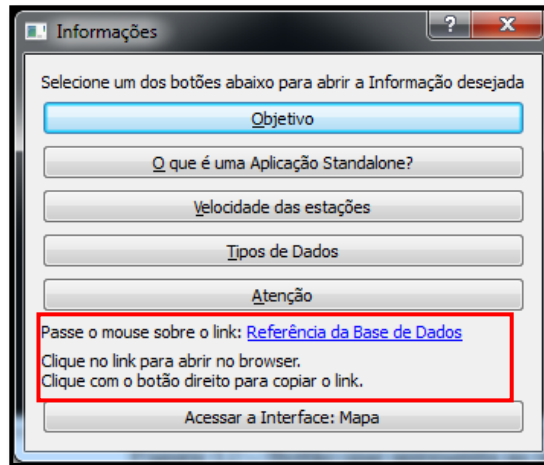 Informações
Selecione um dos botões abaixo para abrir a Informação desejada
Objetivo
O que é uma Aplicação Standalone?
Velocidade das estações
Tipos de Dados
Atenção
Passe o mouse sobre o link: Referência da Base de Dados
Clique no link para abrir no browser.
Clique com o botão direito para copiar o link.
Acessar a Interface: Mapa